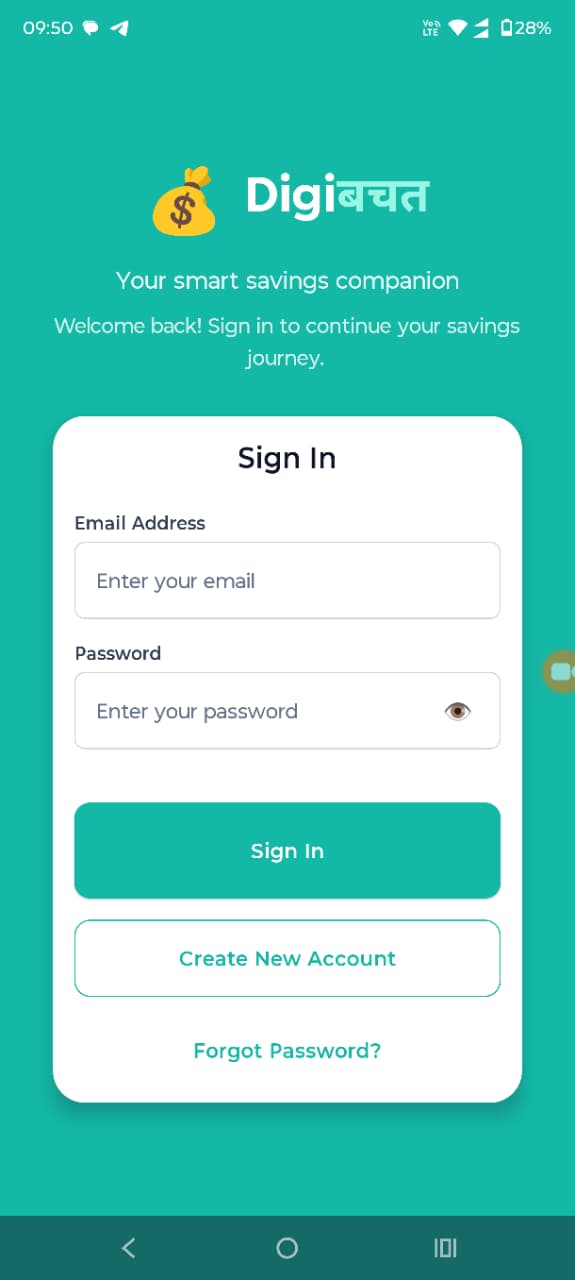 09:50
Vo LTE
28%
Digiबचत
Your smart savings companion
Welcome back! Sign in to continue your savings
journey.
Sign In
Email Address
Enter your email
Password
Enter your password
Sign In
Create New Account
Forgot Password?